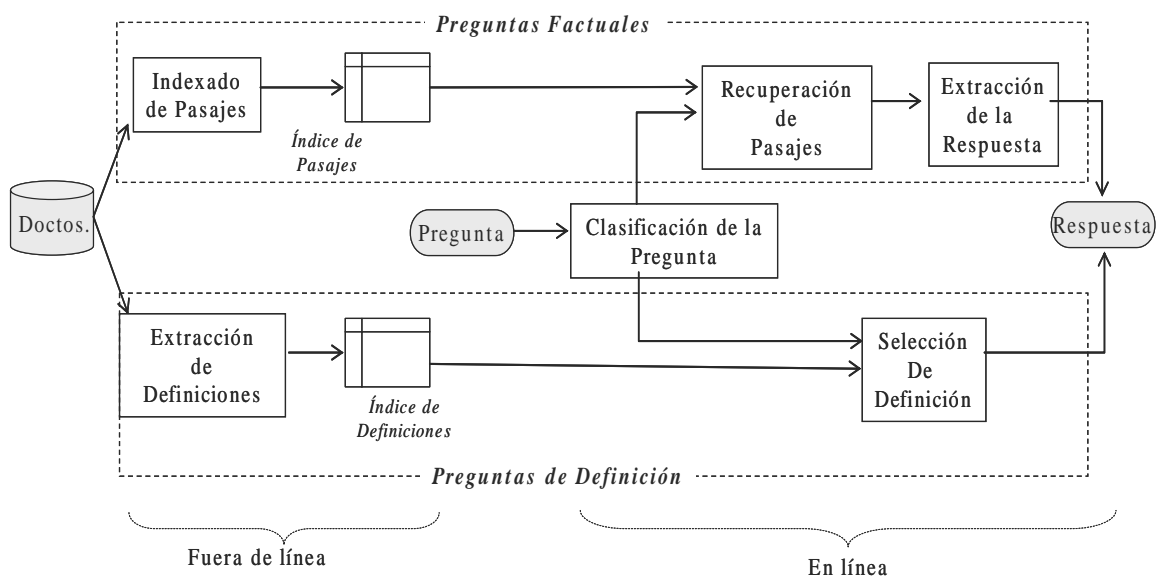 Preguntas Factuales
Indexado
de Pasajes
Índice de
Pasajes
Recuperación
de
Pasajes
Extracción
de la
Respuesta
Doctos.
Pregunta
Clasificación de la
Pregunta
Respuesta
Extracción
de
Definiciones
Índice de
Definiciones
Selección
De
Definición
Preguntas de Definición
Fuera de línea
En línea